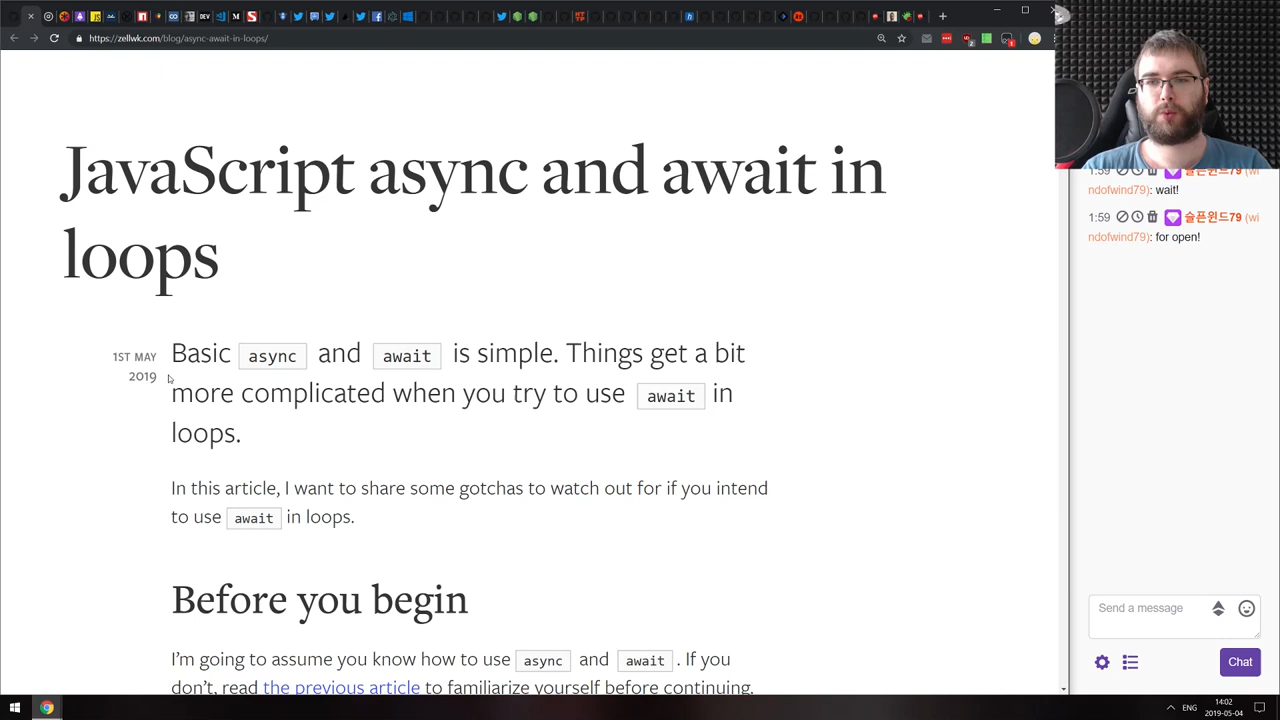 https://zellwk.com/blog/async-await-in-loops/
JavaScript async and await in
loops
1ST MAY
2019
Basic async and await is simple. Things get a bit
more complicated when you try to use await in
loops.
In this article, I want to share some gotchas to watch out for if you intend
to use await in loops.
Before you begin
I'm going to assume you know how to use async and await . If you
don't, read the previous article to familiarize yourself before continuing.
1:59 슬픈윈드79 (wi
ndofwind79): wait!
1:59 슬픈윈드79 (wi
ndofwind79): for open!
Send a message
Chat
ENG
14:02
2019-05-04